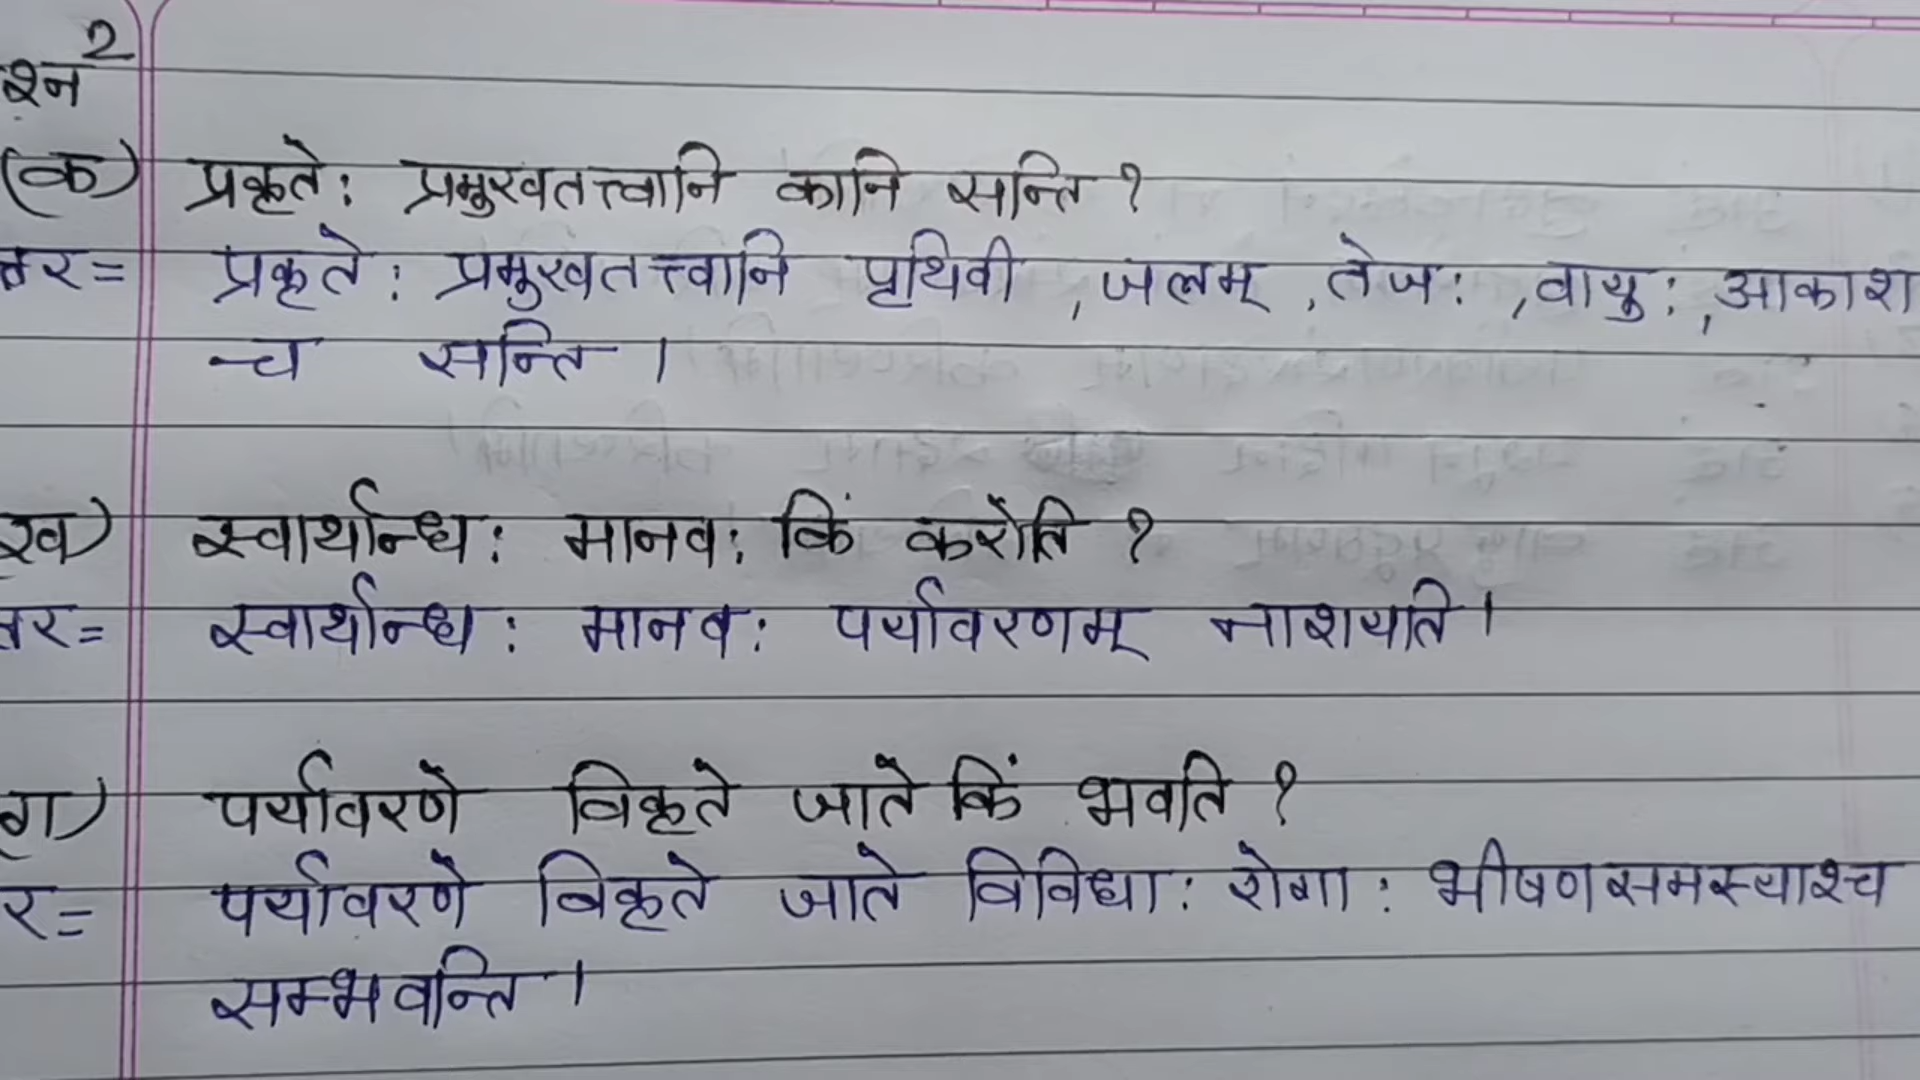 श्न 2
(क) प्रकृतेः प्रमुखतत्त्वानि कानि सन्ति ?
त्तर= प्रकृतेः प्रमुखतत्त्वानि पृथिवी ,जलम् , तेजः ,वायुः ,आकाश
च सन्ति ।
ख) स्वार्थान्धः मानवः किं करोति ?
त्तर= स्वार्थान्धः मानवः पर्यावरणम् नाशयति ।
ग) पर्यावरणे विकृते जाते किं भवति ?
र= पर्यावरणे विकृते जाते विविधाः रोगाः भीषणसमस्याश्च
सम्भवन्ति ।